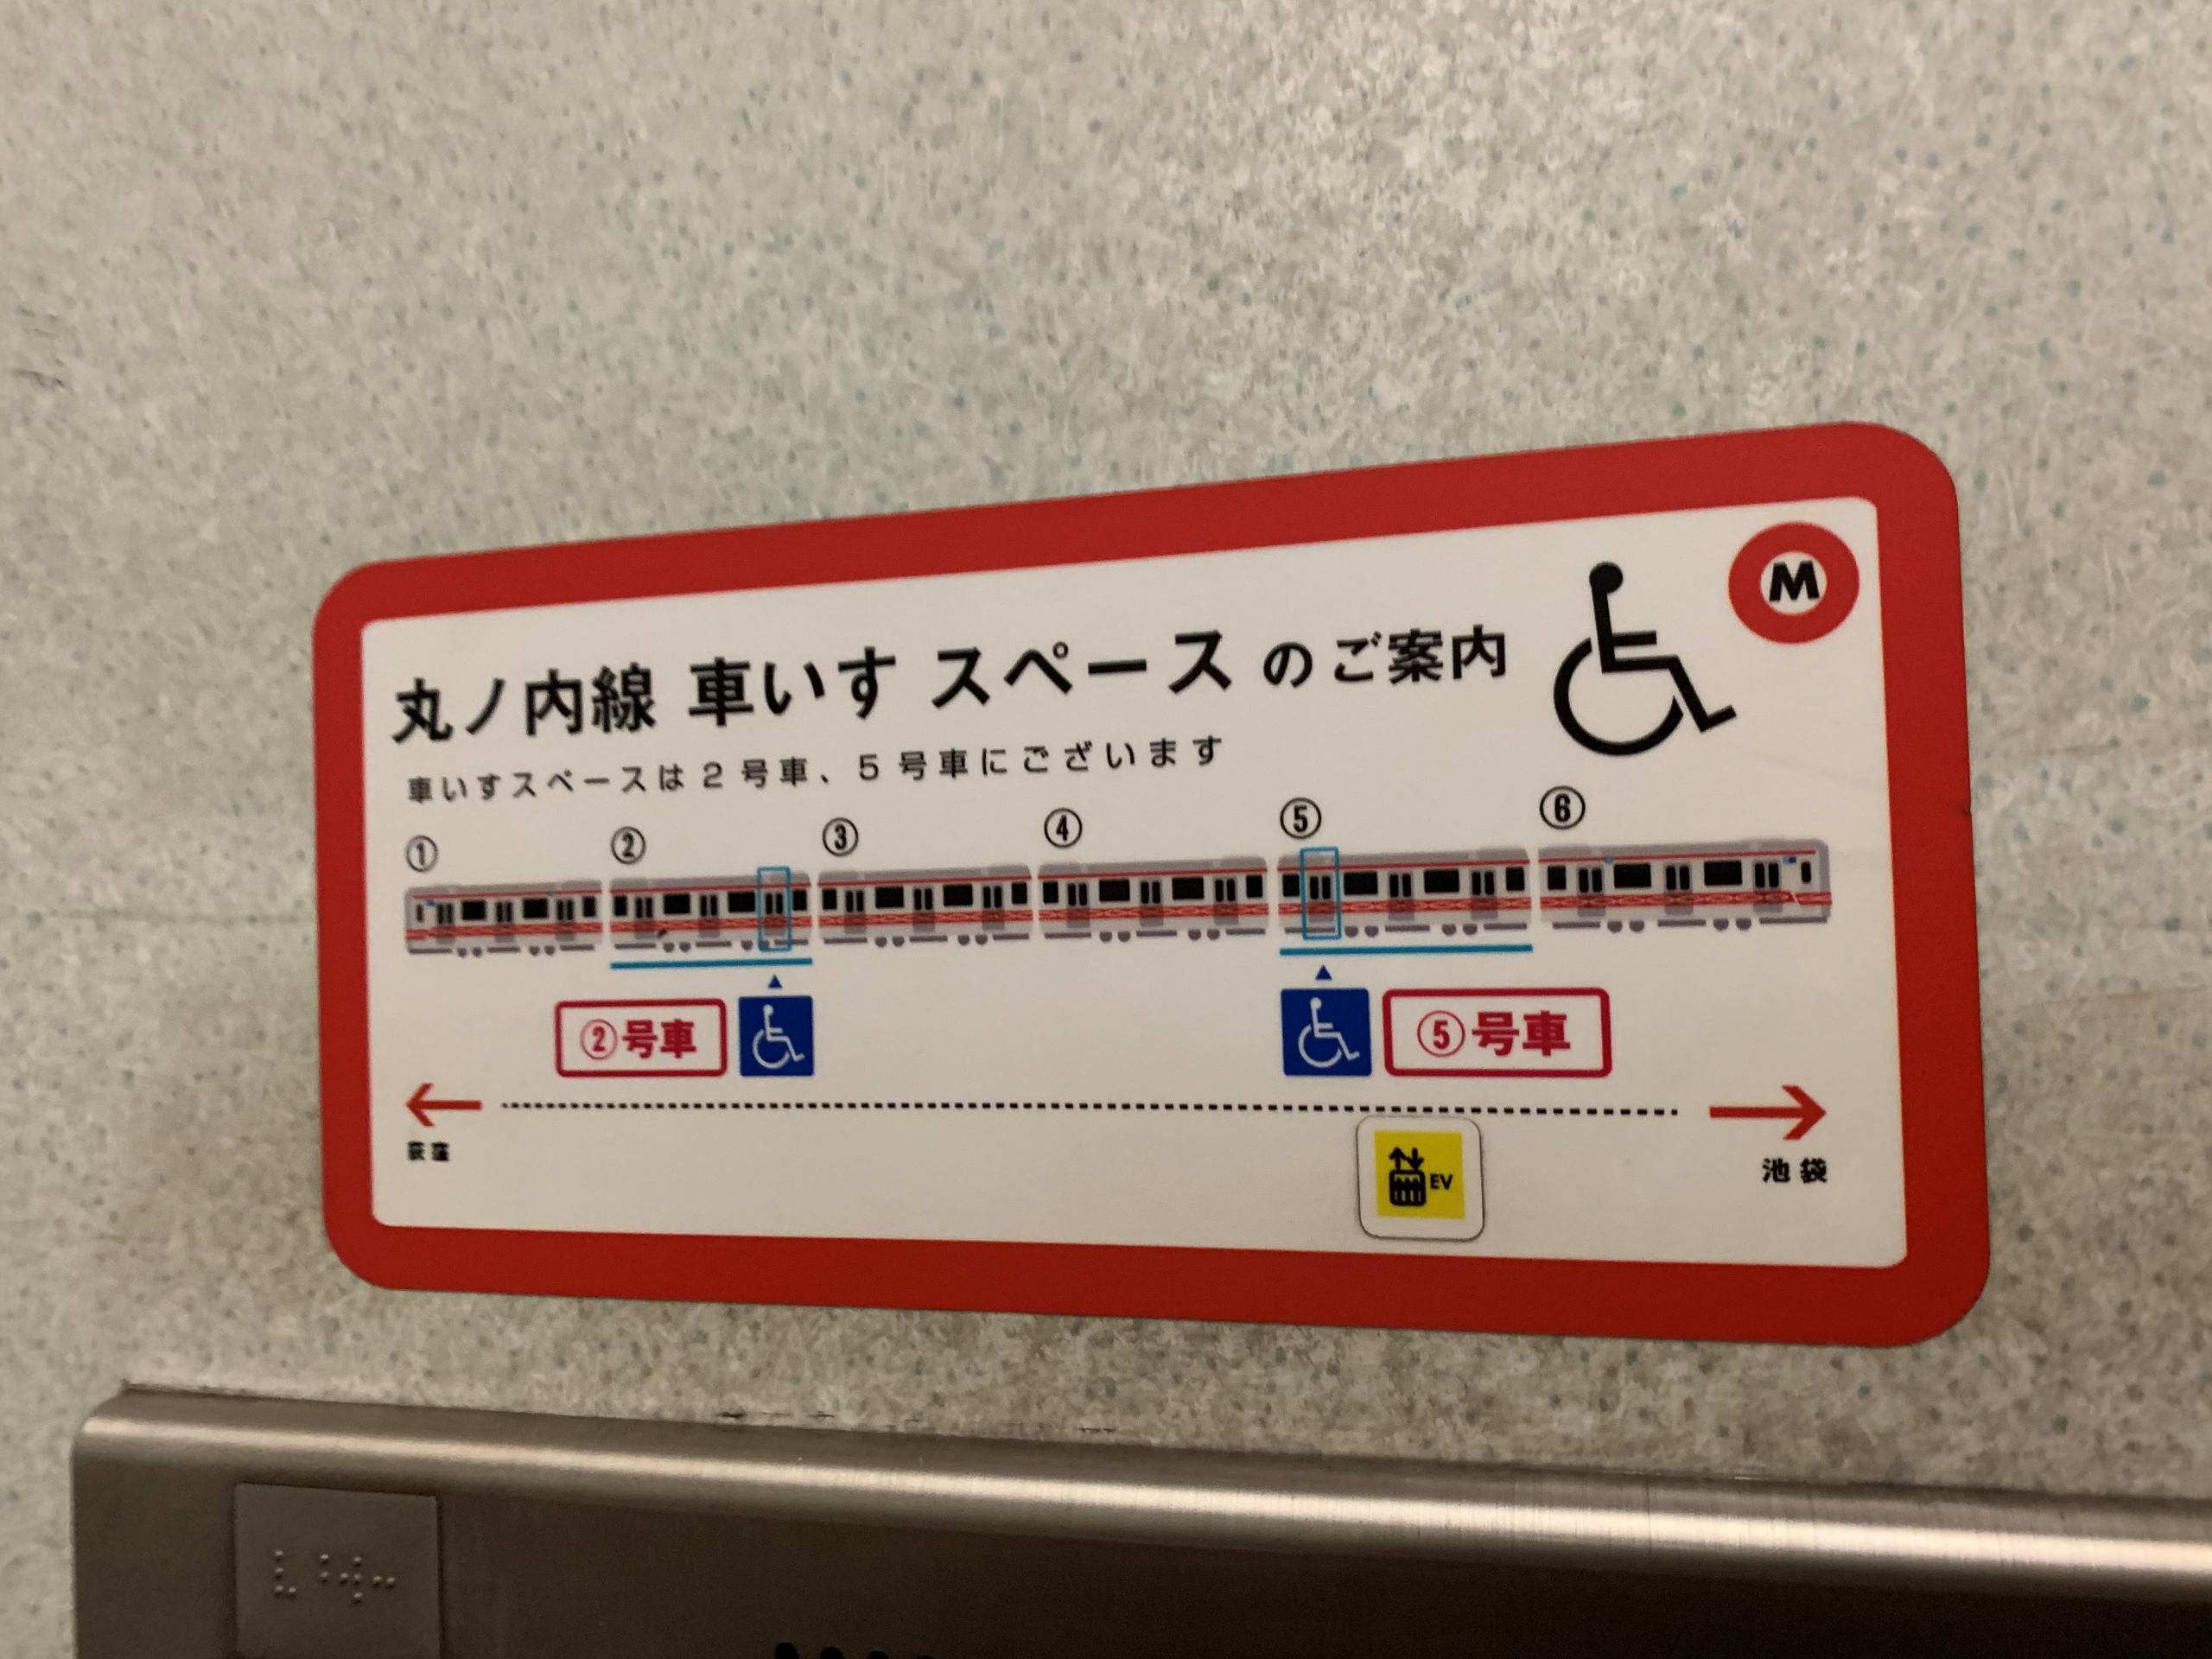 M
丸ノ内線 車いす スペース のご案内
車いすスペースは2号車、5号車にございます
① ② ③ ④ ⑤ ⑥
②号車 ⑤号車
荻窪 池袋
EV